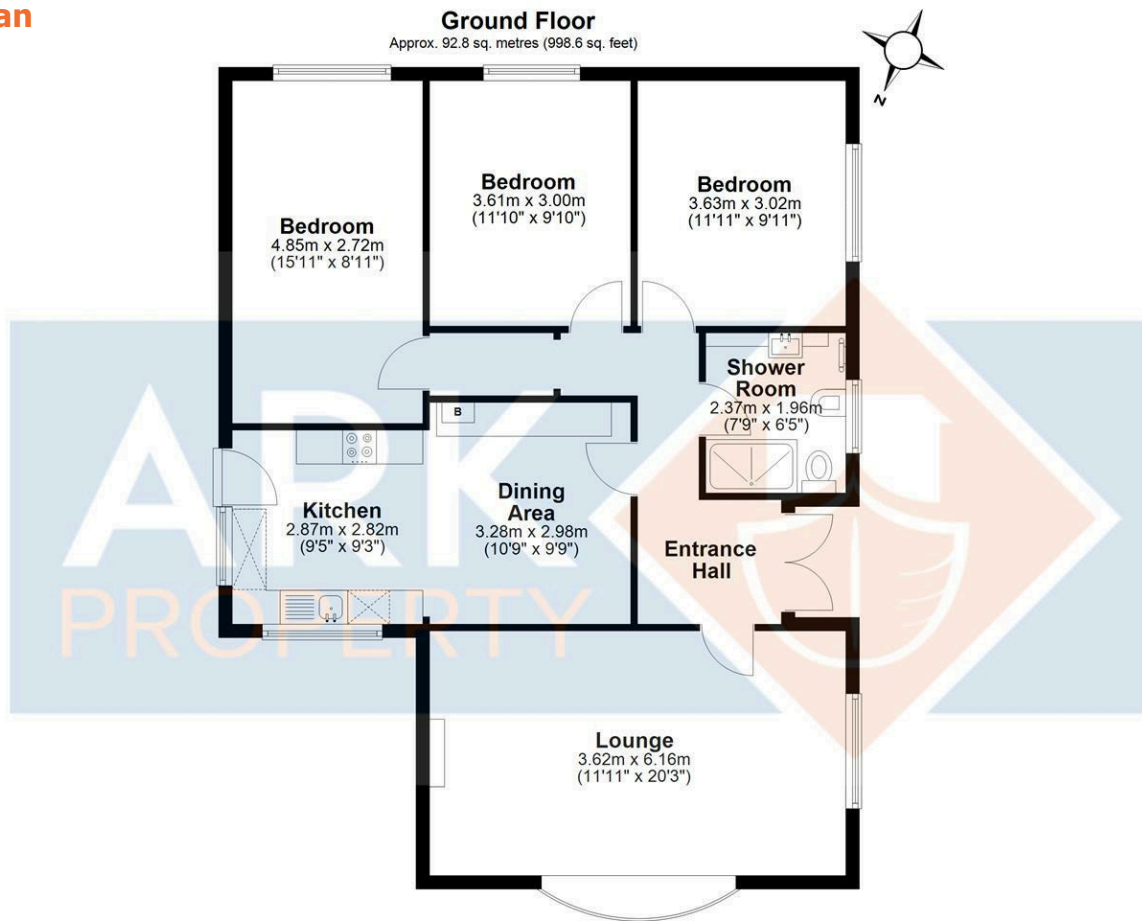 an
Ground Floor
Approx. 92.8 sq. metres (998.6 sq. feet)
N
Bedroom
4.85m x 2.72m
(15'11" x 8'11")
Bedroom
3.61m x 3.00m
(11'10" x 9'10")
Bedroom
3.63m x 3.02m
(11'11" x 9'11")
Shower
Room
2.37m x 1.96m
(7'9" x 6'5")
B
Kitchen
2.87m x 2.82m
(9'5" x 9'3")
Dining
Area
3.28m x 2.98m
(10'9" x 9'9")
Entrance
Hall
Lounge
3.62m x 6.16m
(11'11" x 20'3")
ARK
PROPERTY